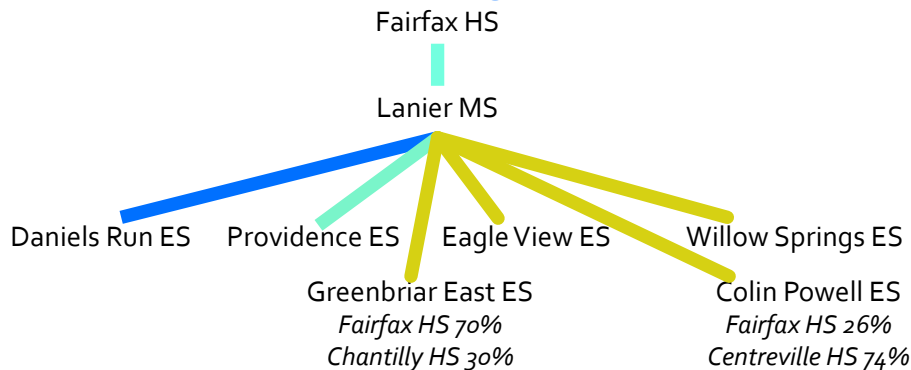 Fairfax HS
Lanier MS
Daniels Run ES
Providence ES
Eagle View ES
Willow Springs ES
Greenbriar East ES
Fairfax HS 70%
Chantilly HS 30%
Colin Powell ES
Fairfax HS 26%
Centreville HS 74%